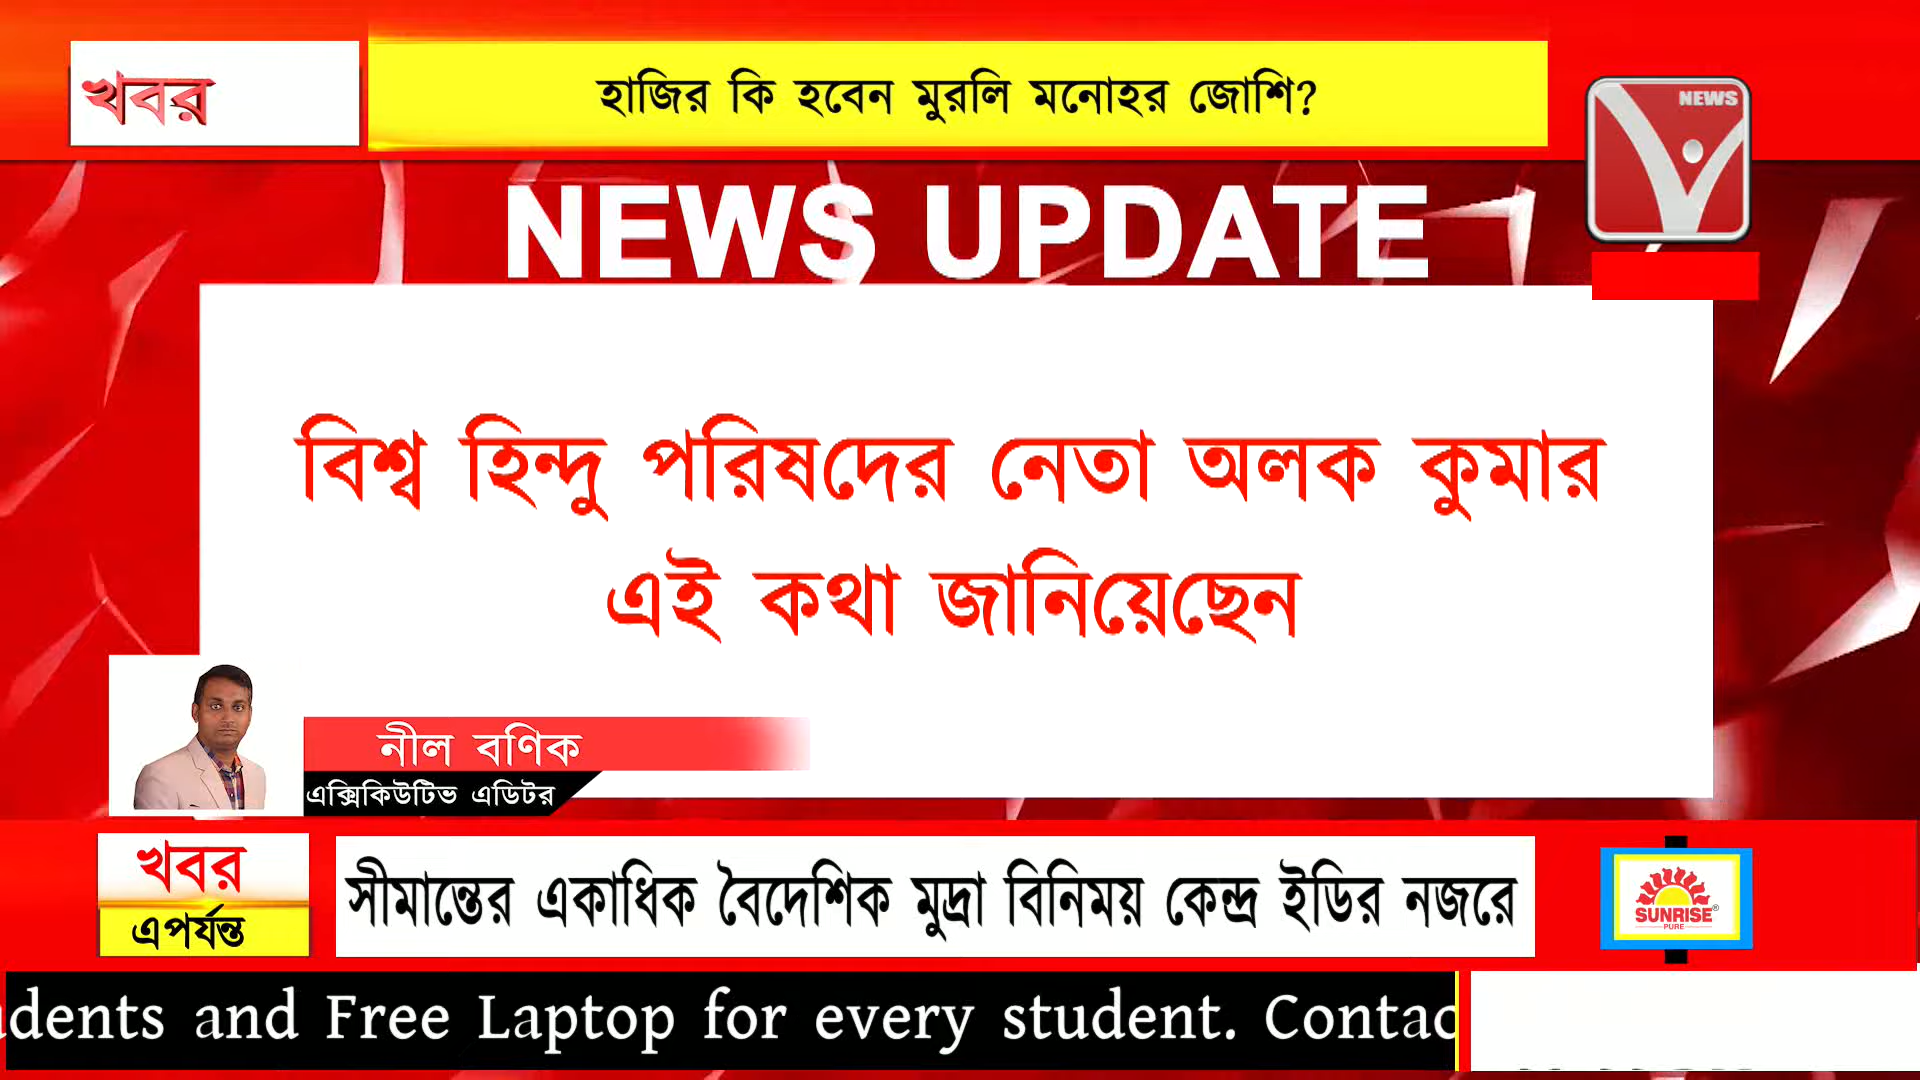 খবর
হাজির কি হবেন মুরলি মনোহর জোশি?
NEWS
NEWS UPDATE
বিশ্ব হিন্দু পরিষদের নেতা অলক কুমার
এই কথা জানিয়েছেন
নীল বণিক
এক্সিকিউটিভ এডিটর
খবর
এপর্যন্ত
সীমান্তের একাধিক বৈদেশিক মুদ্রা বিনিময় কেন্দ্র ইডির নজরে
SUNRISE®
PURE
dents and Free Laptop for every student. Contac